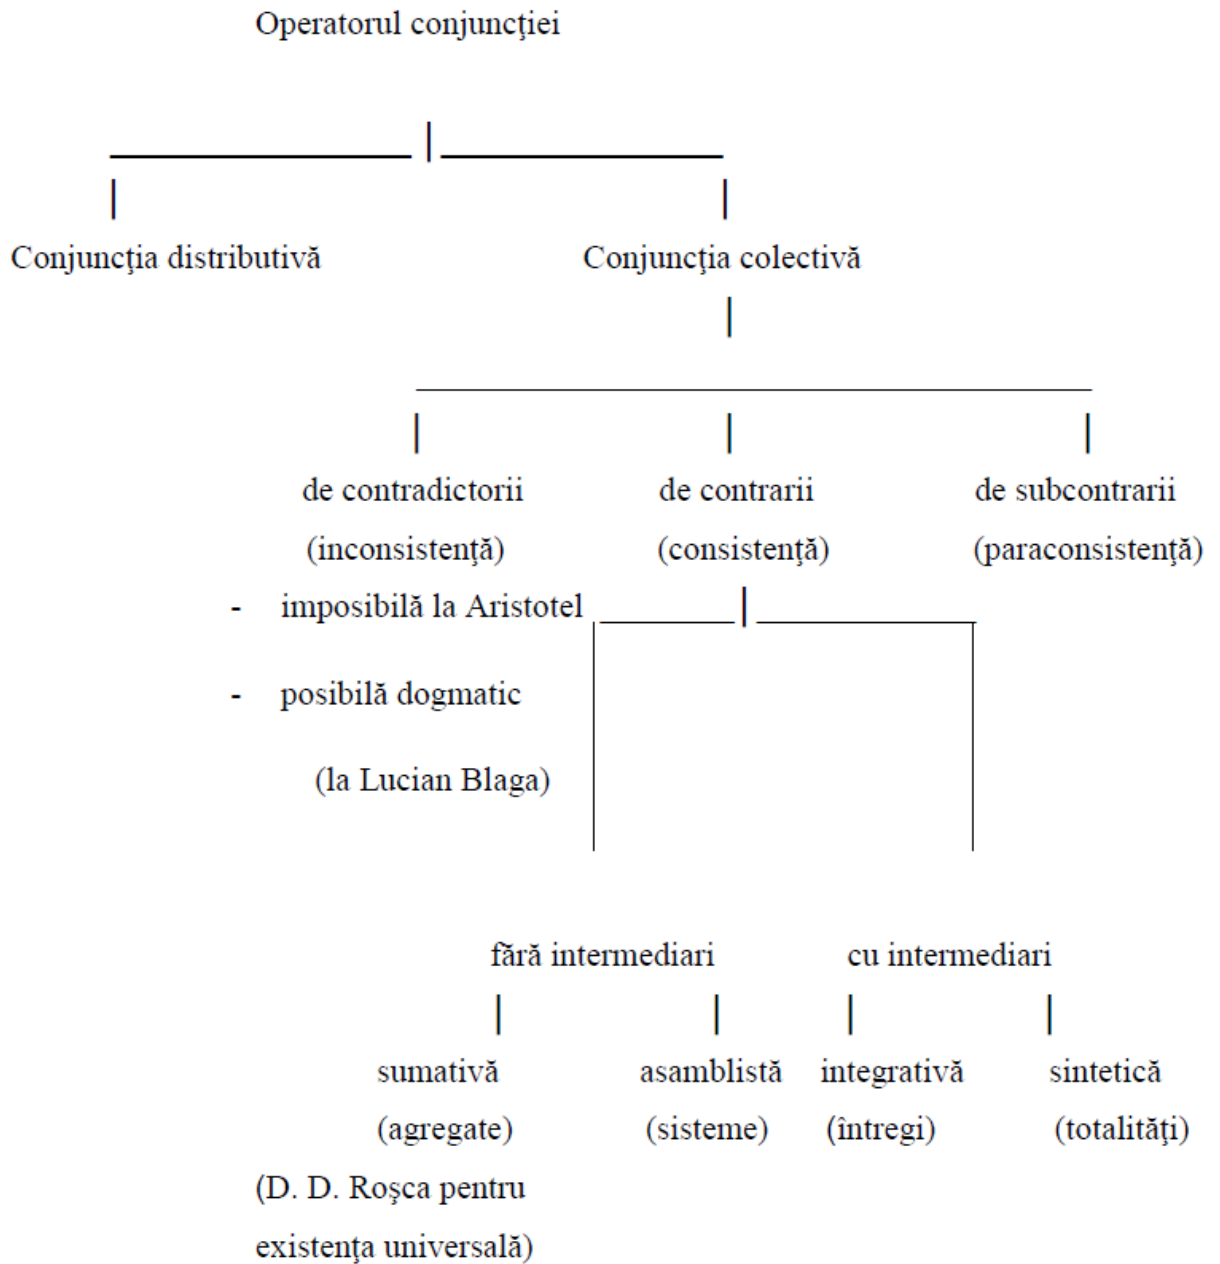 Operatorul conjuncţiei
Conjuncţia distributivă Conjuncţia colectivă
de contradictorii de contrarii de subcontrarii
(inconsistenţă) (consistenţă) (paraconsistenţă)
- imposibilă la Aristotel
- posibilă dogmatic
(la Lucian Blaga)
fără intermediari cu intermediari
sumativă asamblistă integrativă sintetică
(agregate) (sisteme) (întregi) (totalităţi)
(D. D. Roşca pentru
existenţa universală)